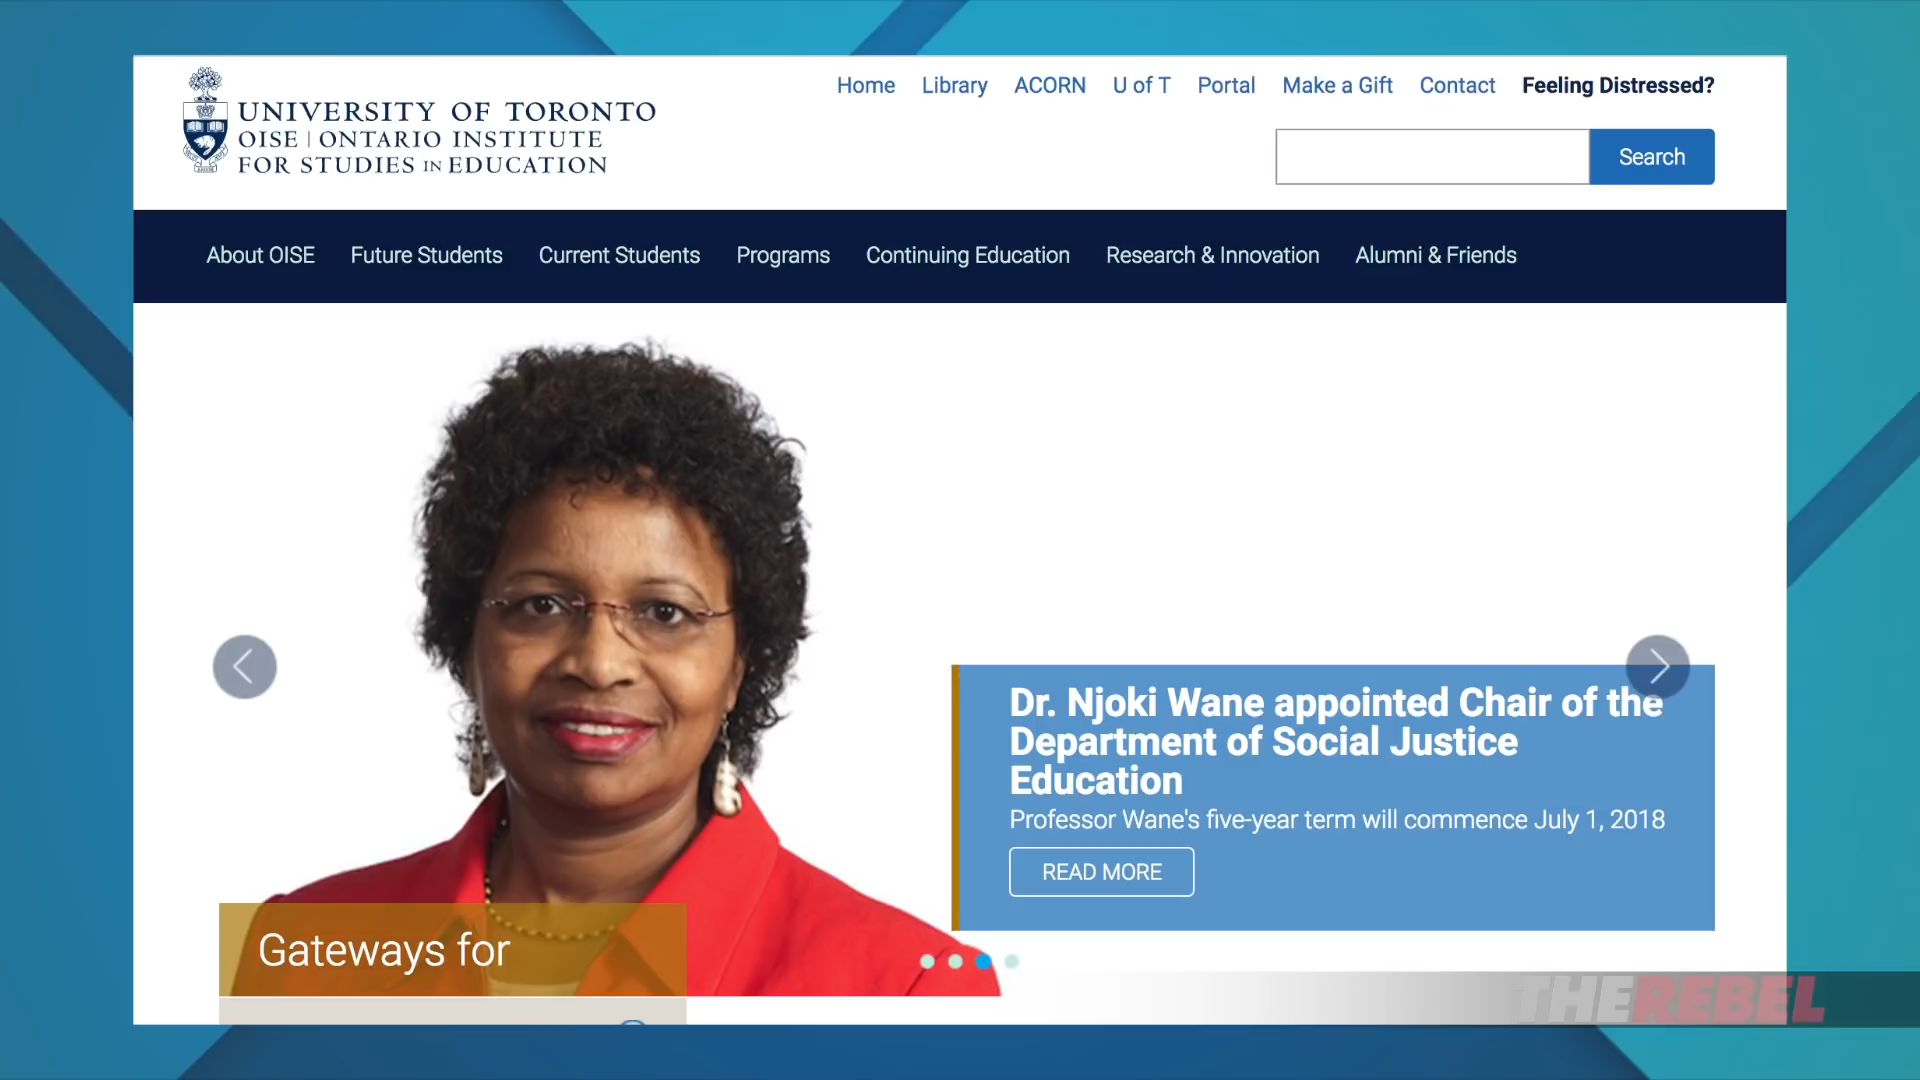 Home Library ACORN U of T Portal Make a Gift Contact Feeling Distressed?
UNIVERSITY OF TORONTO
OISE | ONTARIO INSTITUTE
FOR STUDIES IN EDUCATION
Search
About OISE Future Students Current Students Programs Continuing Education Research & Innovation Alumni & Friends
Dr. Njoki Wane appointed Chair of the
Department of Social Justice
Education
Professor Wane's five-year term will commence July 1, 2018
READ MORE
Gateways for
THE REBEL